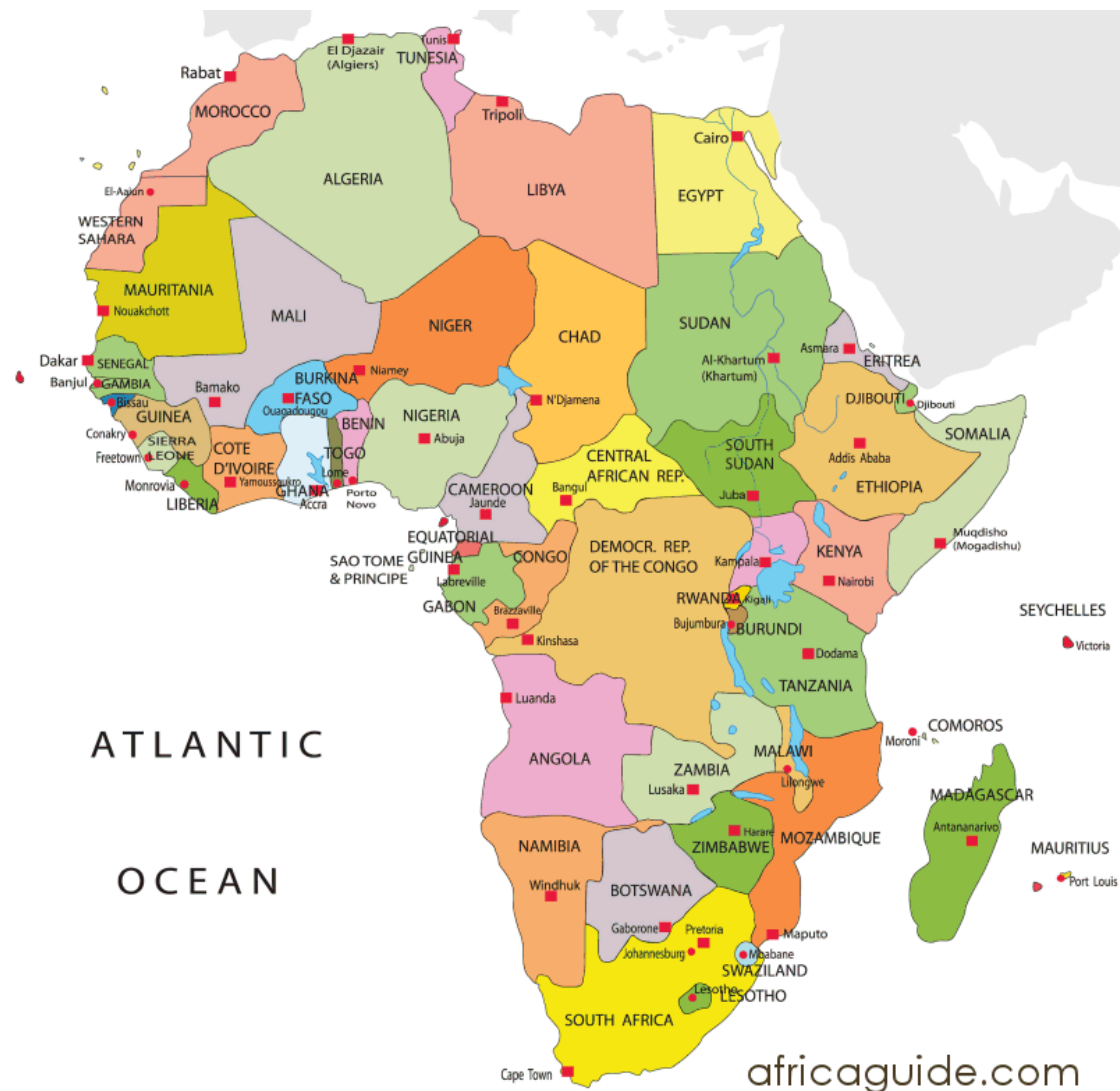 Tunis
TUNESIA
El Djazair
(Algiers)
Rabat
MOROCCO
Tripoli
Cairo
ALGERIA
LIBYA
EGYPT
El-Aajun
WESTERN
SAHARA
MAURITANIA
Nouakchott
MALI
NIGER
CHAD
SUDAN
Al-Khartum
(Khartum)
Asmara
ERITREA
Dakar
SENEGAL
Banjul
GAMBIA
Bissau
GUINEA
Bamako
BURKINA
FASO
Ouagadougou
Niamey
N'Djamena
DJIBOUTI
Djibouti
SOMALIA
Conakry
SIERRA
LEONE
Freetown
Monrovia
LIBERIA
COTE
D'IVOIRE
Yamoussoukro
GHANA
Accra
TOGO
Lome
BENIN
Porto
Novo
NIGERIA
Abuja
CAMEROON
Jaunde
CENTRAL
AFRICAN REP.
Bangul
SOUTH
SUDAN
Juba
Addis Ababa
ETHIOPIA
Muqdisho
(Mogadishu)
EQUATORIAL
GUINEA
SAO TOME
& PRINCIPE
Labreville
GABON
CONGO
Brazzaville
Kinshasa
DEMOCR. REP.
OF THE CONGO
Kampala
KENYA
Nairobi
RWANDA
Kigali
Bujumbura
BURUNDI
Dodama
TANZANIA
SEYCHELLES
Victoria
Luanda
ANGOLA
ZAMBIA
Lusaka
MALAWI
Lilongwe
Moroni
COMOROS
ATLANTIC
OCEAN
MADAGASCAR
Antananarivo
MAURITIUS
Port Louis
NAMIBIA
Windhuk
BOTSWANA
Gaborone
Harare
ZIMBABWE
MOZAMBIQUE
Pretoria
Johannesburg
Maputo
Mbabane
SWAZILAND
Lesotho
LESOTHO
SOUTH AFRICA
Cape Town
africaguide.com